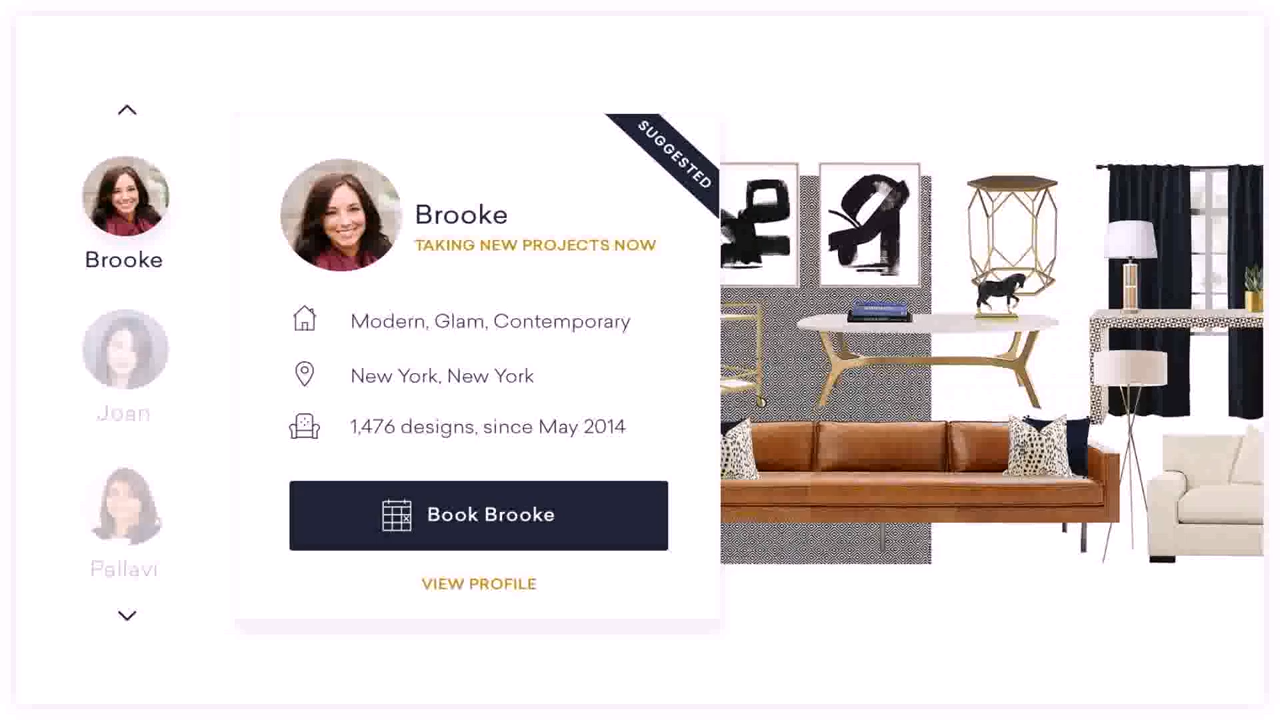 Brooke
Joan
Pallavi
SUGGESTED
Brooke
TAKING NEW PROJECTS NOW
Modern, Glam, Contemporary
New York, New York
1,476 designs, since May 2014
Book Brooke
VIEW PROFILE